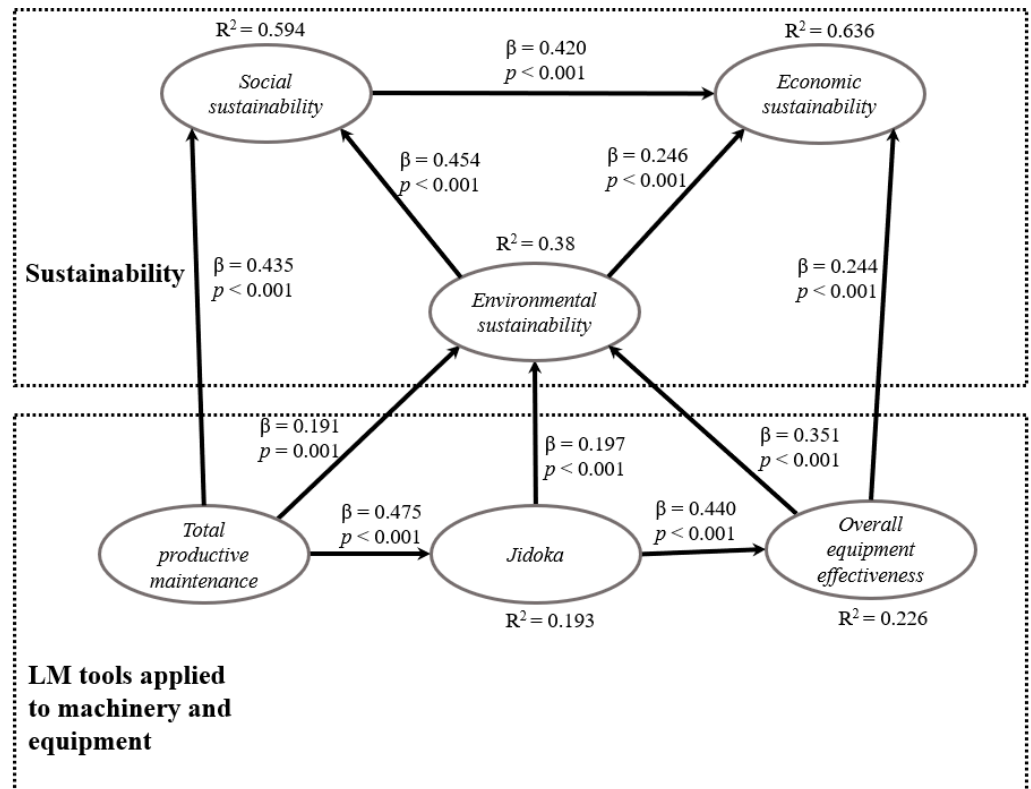 R² = 0.594
R² = 0.636
β = 0.420
p < 0.001
Social
sustainability
Economic
sustainability
β = 0.454
p < 0.001
β = 0.246
p < 0.001
R² = 0.38
Sustainability
β = 0.435
p < 0.001
β = 0.244
p < 0.001
Environmental
sustainability
β = 0.191
p = 0.001
β = 0.197
p < 0.001
β = 0.351
p < 0.001
β = 0.475
p < 0.001
β = 0.440
p < 0.001
Total
productive
maintenance
Jidoka
Overall
equipment
effectiveness
R² = 0.193
R² = 0.226
LM tools applied
to machinery and
equipment